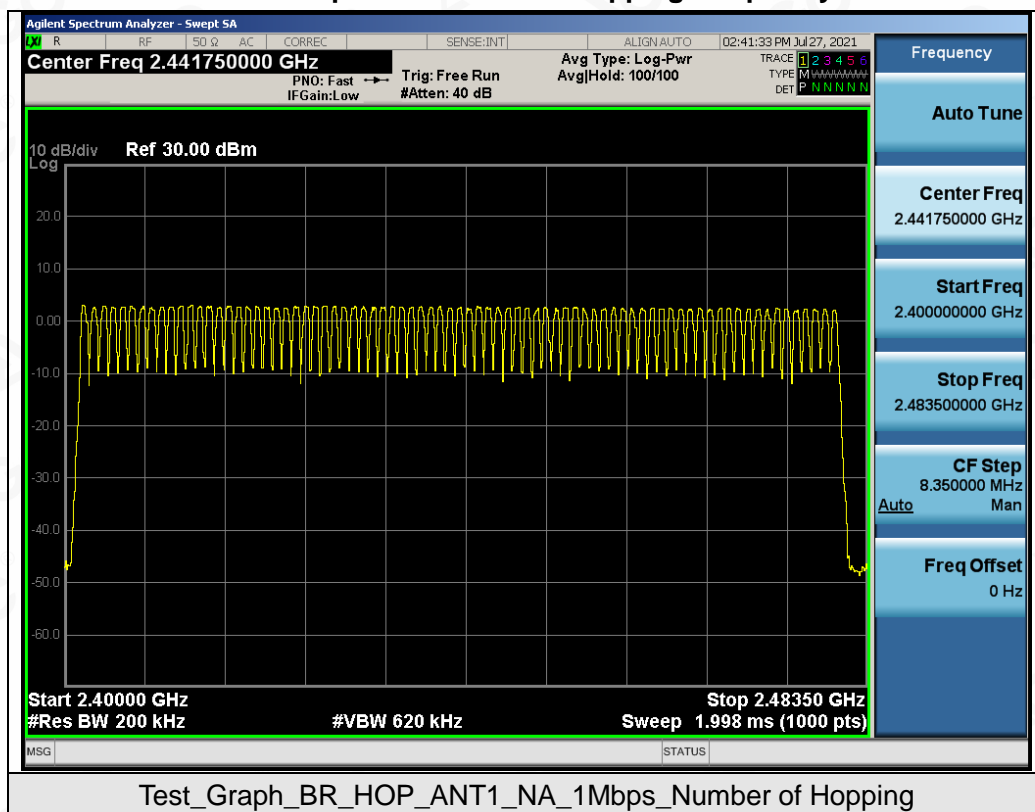 Agilent Spectrum Analyzer - Swept SA
LXI R RF 50 Ω AC CORREC SENSE:INT ALIGN AUTO 02:41:33 PM Jul 27, 2021
Center Freq 2.441750000 GHz
PNO: Fast
IFGain:Low
Trig: Free Run
#Atten: 40 dB
Avg Type: Log-Pwr
Avg|Hold: 100/100
TRACE 1 2 3 4 5 6
TYPE M
DET P N N N N N
10 dB/div Ref 30.00 dBm
Log
20.0
10.0
0.00
-10.0
-20.0
-30.0
-40.0
-50.0
-60.0
Start 2.40000 GHz Stop 2.48350 GHz
#Res BW 200 kHz #VBW 620 kHz Sweep 1.998 ms (1000 pts)
MSG STATUS
Frequency
Auto Tune
Center Freq
2.441750000 GHz
Start Freq
2.400000000 GHz
Stop Freq
2.483500000 GHz
CF Step
8.350000 MHz
Auto Man
Freq Offset
0 Hz
Test_Graph_BR_HOP_ANT1_NA_1Mbps_Number of Hopping